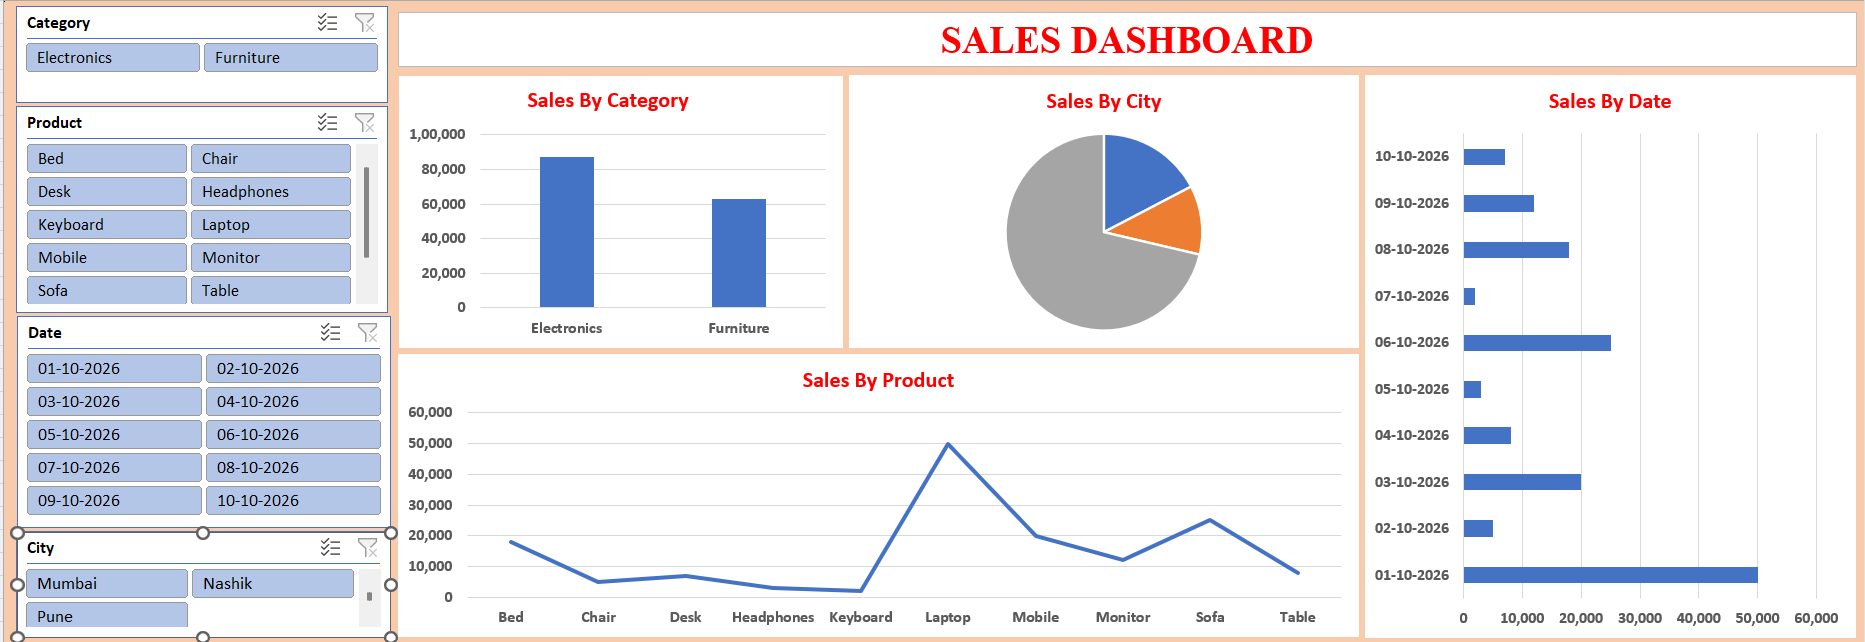 Category
Electronics Furniture
Product
Bed Chair
Desk Headphones
Keyboard Laptop
Mobile Monitor
Sofa Table
Date
01-10-2026 02-10-2026
03-10-2026 04-10-2026
05-10-2026 06-10-2026
07-10-2026 08-10-2026
09-10-2026 10-10-2026
City
Mumbai Nashik
Pune
SALES DASHBOARD
Sales By Category
1,00,000
80,000
60,000
40,000
20,000
0
Electronics Furniture
Sales By City
Sales By Date
10-10-2026
09-10-2026
08-10-2026
07-10-2026
06-10-2026
05-10-2026
04-10-2026
03-10-2026
02-10-2026
01-10-2026
0 10,000 20,000 30,000 40,000 50,000 60,000
Sales By Product
60,000
50,000
40,000
30,000
20,000
10,000
0
Bed Chair Desk Headphones Keyboard Laptop Mobile Monitor Sofa Table